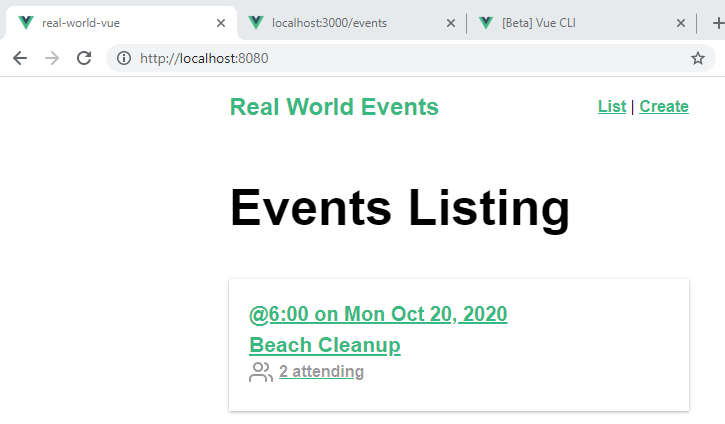 real-world-vue
localhost:3000/events
[Beta] Vue CLI
http://localhost:8080
Real World Events
List | Create
Events Listing
@6:00 on Mon Oct 20, 2020
Beach Cleanup
2 attending